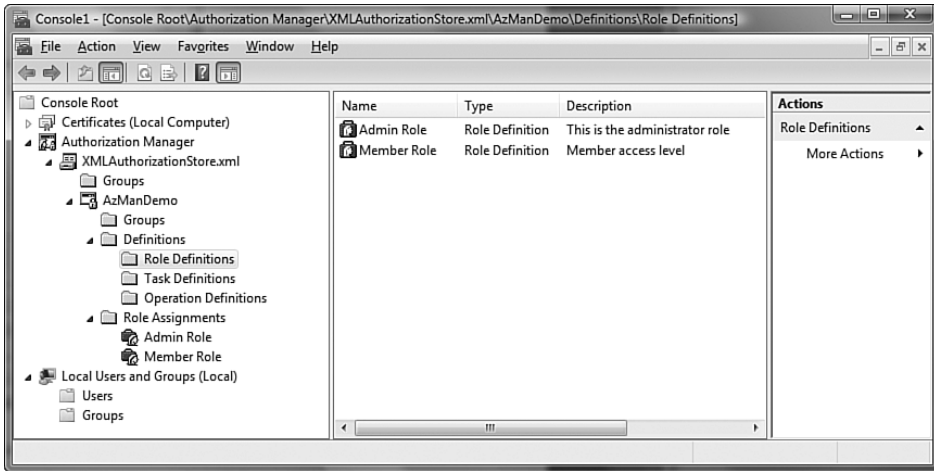 Console1 - [Console Root\Authorization Manager\XMLAuthorizationStore.xml\AzManDemo\Definitions\Role Definitions]
File Action View Favorites Window Help
Console Root
Certificates (Local Computer)
Authorization Manager
XMLAuthorizationStore.xml
Groups
AzManDemo
Groups
Definitions
Role Definitions
Task Definitions
Operation Definitions
Role Assignments
Admin Role
Member Role
Local Users and Groups (Local)
Users
Groups
Name Type Description
Admin Role Role Definition This is the administrator role
Member Role Role Definition Member access level
Actions
Role Definitions
More Actions